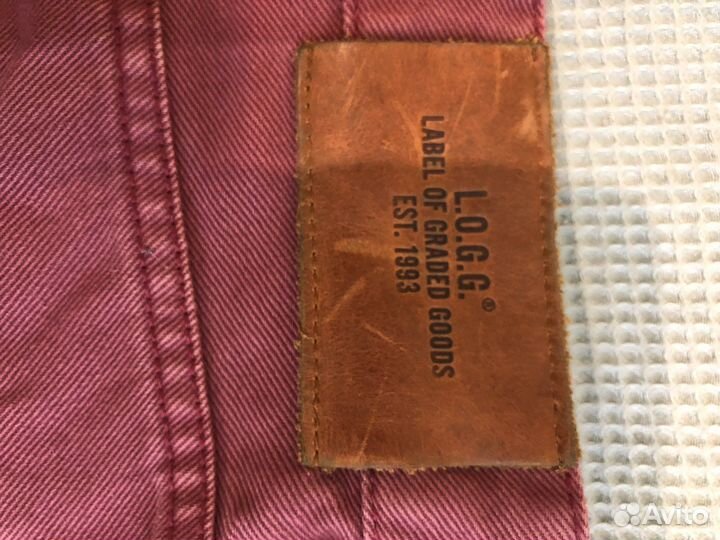 L.O.G.G.®
LABEL OF GRADED GOODS
EST. 1993
Avito